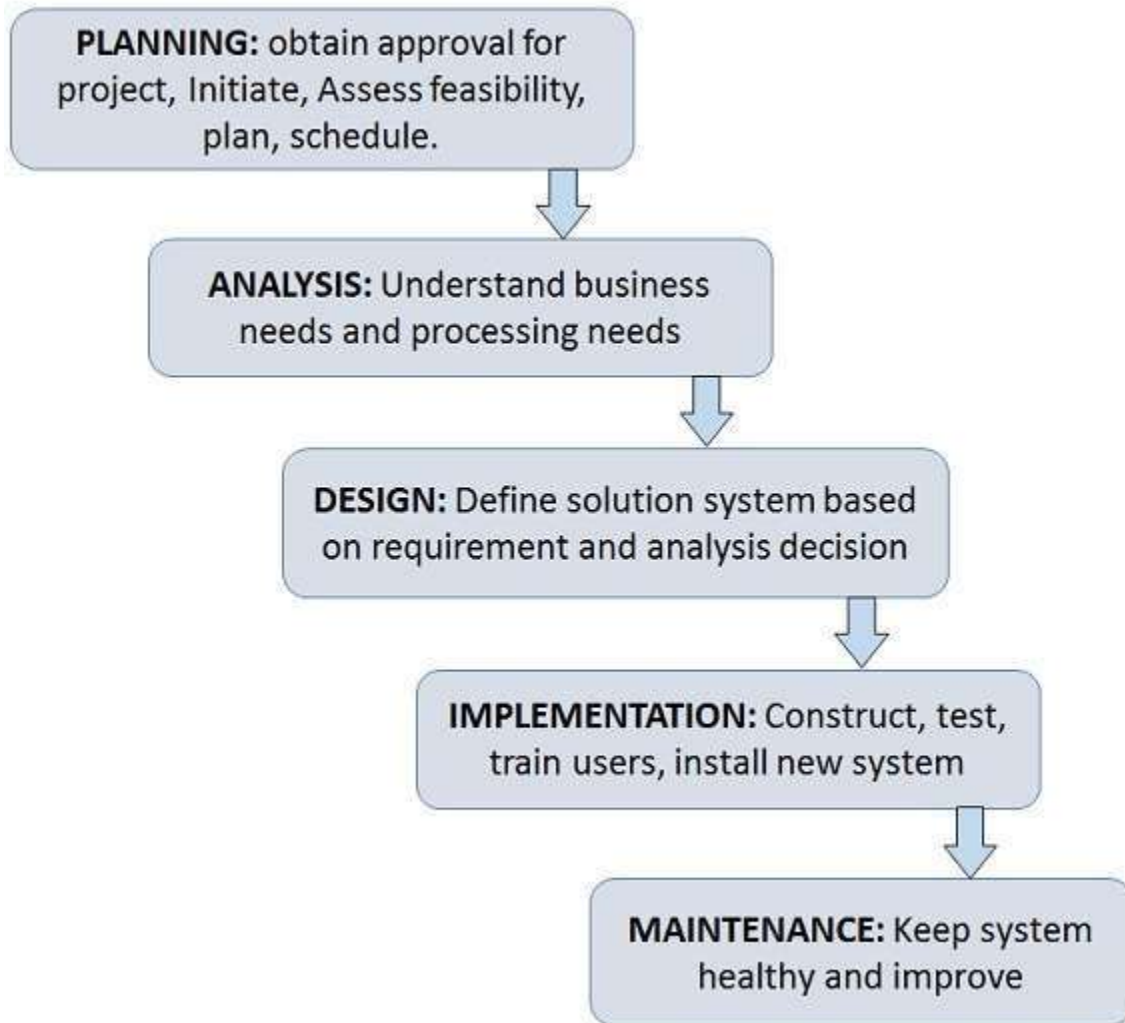 PLANNING: obtain approval for
project, Initiate, Assess feasibility,
plan, schedule.
ANALYSIS: Understand business
needs and processing needs
DESIGN: Define solution system based
on requirement and analysis decision
IMPLEMENTATION: Construct, test,
train users, install new system
MAINTENANCE: Keep system
healthy and improve